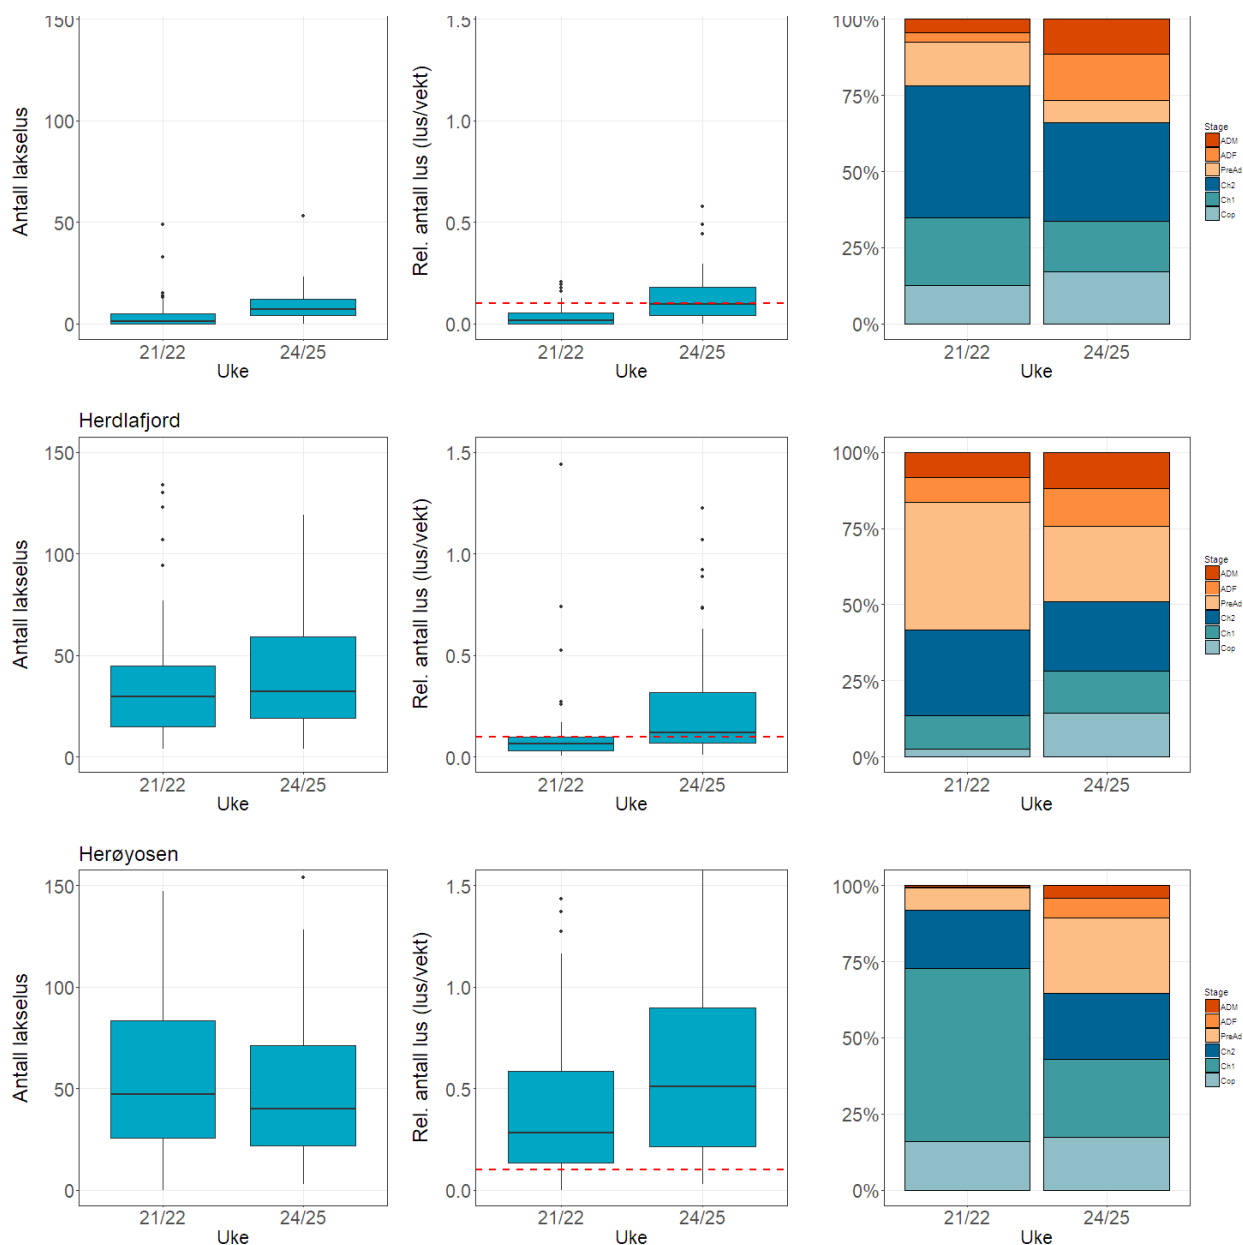 150
100
50
0
Antall lakselus
21/22
24/25
Uke
1.5
1.0
0.5
0.0
Rel. antall lus (lus/vekt)
21/22
24/25
Uke
100%
75%
50%
25%
0%
21/22
24/25
Uke
Stage
ADM
ADF
PreAd
Ch2
Ch1
Cop
Herdlafjord
150
100
50
0
Antall lakselus
21/22
24/25
Uke
1.5
1.0
0.5
0.0
Rel. antall lus (lus/vekt)
21/22
24/25
Uke
100%
75%
50%
25%
0%
21/22
24/25
Uke
Stage
ADM
ADF
PreAd
Ch2
Ch1
Cop
Herøyosen
150
100
50
0
Antall lakselus
21/22
24/25
Uke
1.5
1.0
0.5
0.0
Rel. antall lus (lus/vekt)
21/22
24/25
Uke
100%
75%
50%
25%
0%
21/22
24/25
Uke
Stage
ADM
ADF
PreAd
Ch2
Ch1
Cop